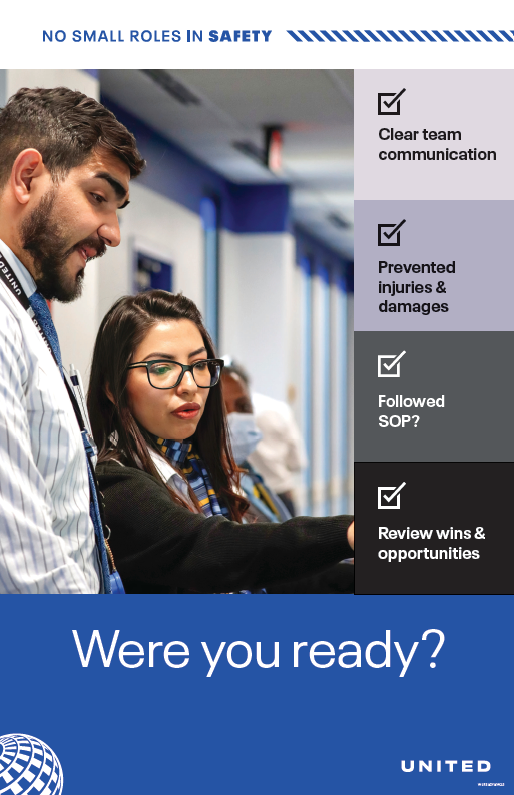 NO SMALL ROLES IN SAFETY
Clear team
communication
Prevented
injuries &
damages
Followed
SOP?
Review wins &
opportunities
UNITED
Were you ready?
UNITED